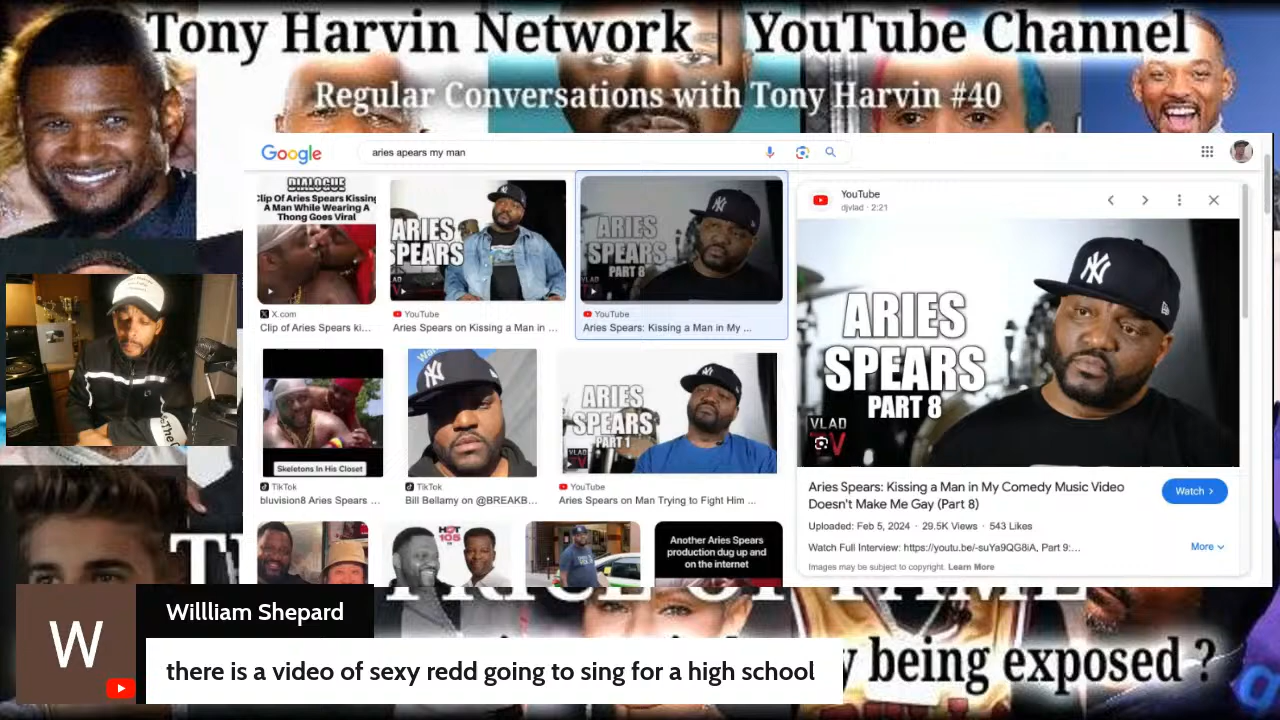 Tony Harvin Network | YouTube Channel
Regular Conversations with Tony Harvin #40
Google
aries apears my man
DIALOGUE
Clip Of Aries Spears Kissing
A Man While Wearing A
Thong Goes Viral
X.com
Clip of Aries Spears ki...
ARIES
SPEARS
VLAD
YouTube
Aries Spears on Kissing a Man in ...
ARIES
SPEARS
PART 8
VLAD
YouTube
Aries Spears: Kissing a Man in My ...
Skeletons In His Closet
TikTok
bluvision8 Aries Spears ...
TikTok
Bill Bellamy on @BREAKB...
ARIES
SPEARS
PART 1
YouTube
Aries Spears on Man Trying to Fight Him ...
HOT
105
Another Aries Spears
production dug up and
on the internet
YouTube
djvlad · 2:21
ARIES
SPEARS
PART 8
VLAD
TV
Aries Spears: Kissing a Man in My Comedy Music Video
Doesn't Make Me Gay (Part 8)
Watch
Uploaded: Feb 5, 2024 · 29.5K Views · 543 Likes
Watch Full Interview: https://youtu.be/-suYa9QG8iA, Part 9:...
More
Images may be subject to copyright. Learn More
PRICE OF FAME
y being exposed ?
W
Willliam Shepard
there is a video of sexy redd going to sing for a high school